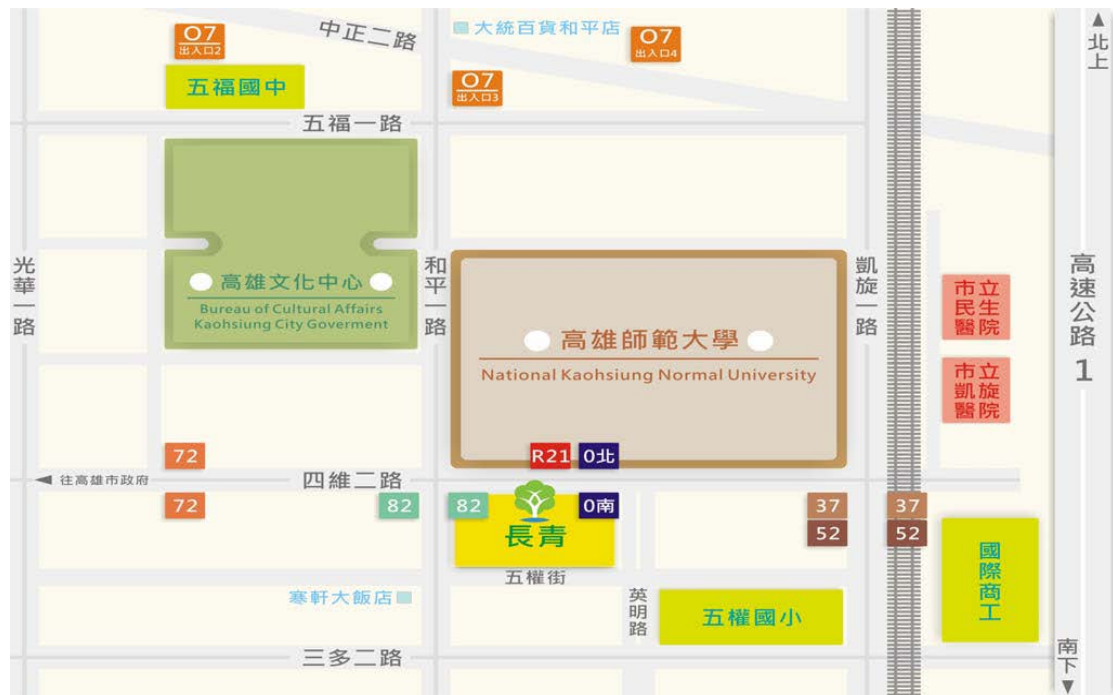 北上
O7
出入口2
中正二路
大統百貨和平店
O7
出入口4
五福國中
O7
出入口3
五福一路
光華一路
高雄文化中心
Bureau of Cultural Affairs
Kaohsiung City Goverment
和平一路
高雄師範大學
National Kaohsiung Normal University
凱旋一路
市立
民生
醫院
市立
凱旋
醫院
高速公路
1
72
R21
0北
往高雄市政府
四維二路
72
82
82
0南
37
37
長青
52
52
五權街
國際商工
寒軒大飯店
英明路
五權國小
三多二路
南下